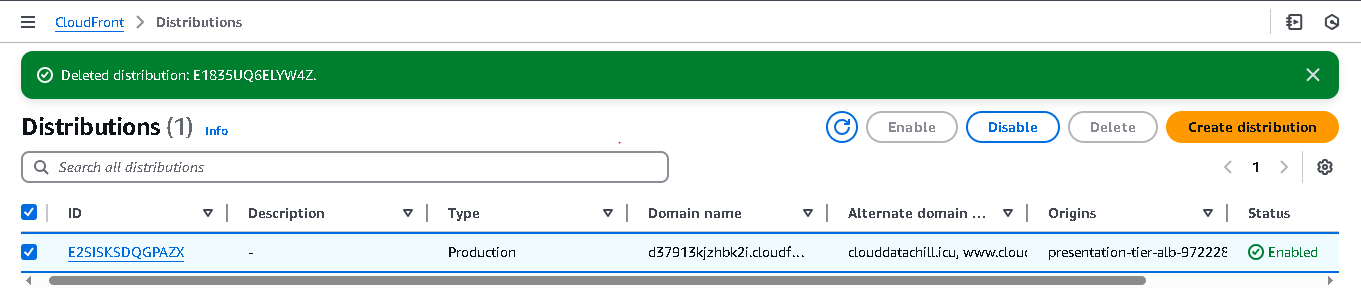 CloudFront > Distributions
Deleted distribution: E1835UQ6ELYW4Z.
Distributions (1) Info Enable Disable Delete Create distribution
Search all distributions 1
ID Description Type Domain name Alternate domain ... Origins Status
E2SISKSDQGPAZX - Production d37913kjzhbk2i.cloudf... clouddatachill.icu, www.cloud presentation-tier-alb-972228 Enabled